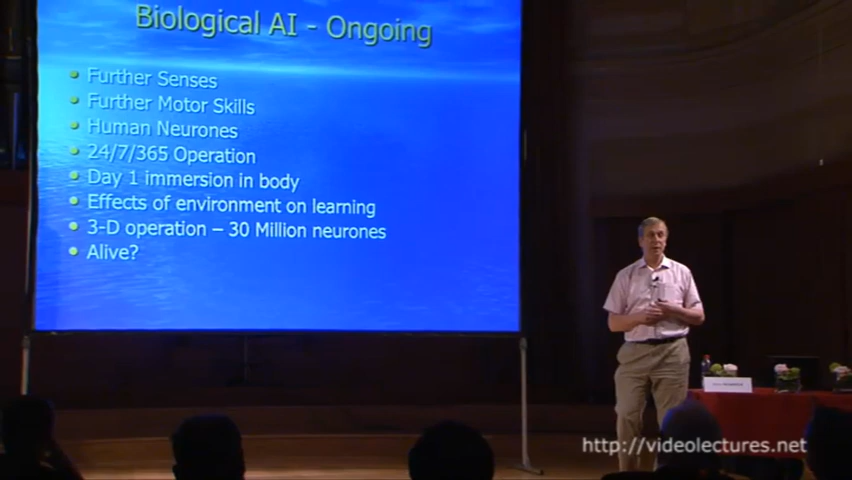 Biological AI - Ongoing
Further Senses
Further Motor Skills
Human Neurones
24/7/365 Operation
Day 1 immersion in body
Effects of environment on learning
3-D operation – 30 Million neurones
Alive?
http://videolectures.net